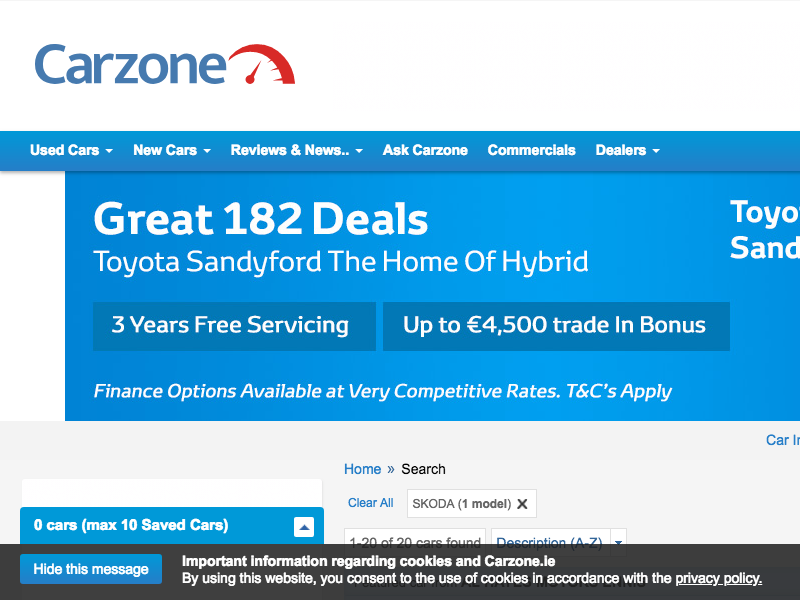 Carzone
Used Cars New Cars Reviews & News.. Ask Carzone Commercials Dealers
Great 182 Deals
Toyota Sandyford The Home Of Hybrid
3 Years Free Servicing Up to €4,500 trade In Bonus
Finance Options Available at Very Competitive Rates. T&C's Apply
Car
Home » Search
Clear All SKODA (1 model) X
0 cars (max 10 Saved Cars)
1-20 of 20 cars found Description (A-Z)
Hide this message
Important Information regarding cookies and Carzone.ie
By using this website, you consent to the use of cookies in accordance with the privacy policy.